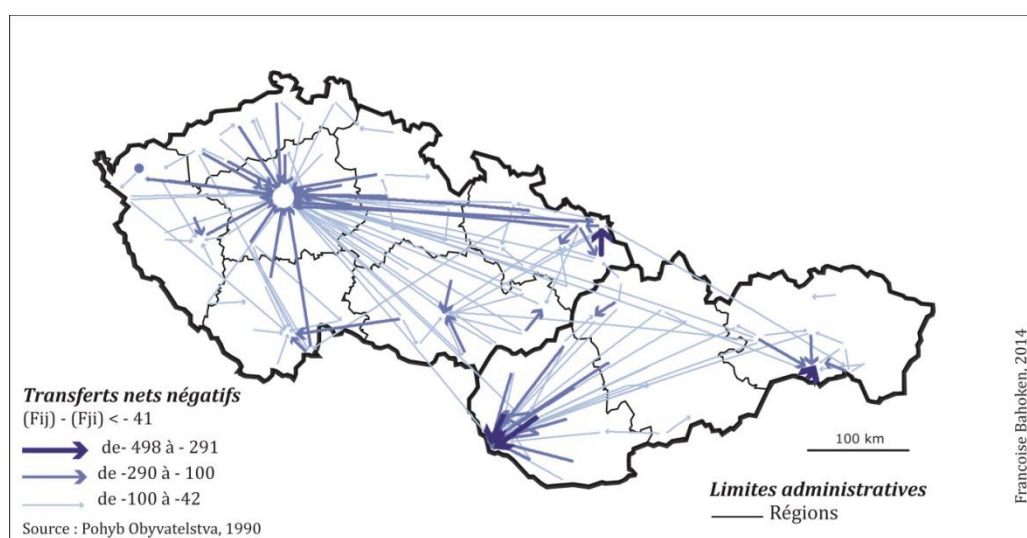 Transferts nets négatifs
(Fij) - (Fji) < - 41
de- 498 à - 291
de -290 à - 100
de -100 à -42
Source : Pohyb Obyvatelstva, 1990
100 km
Limites administratives
Régions
Francoise Bahoken, 2014